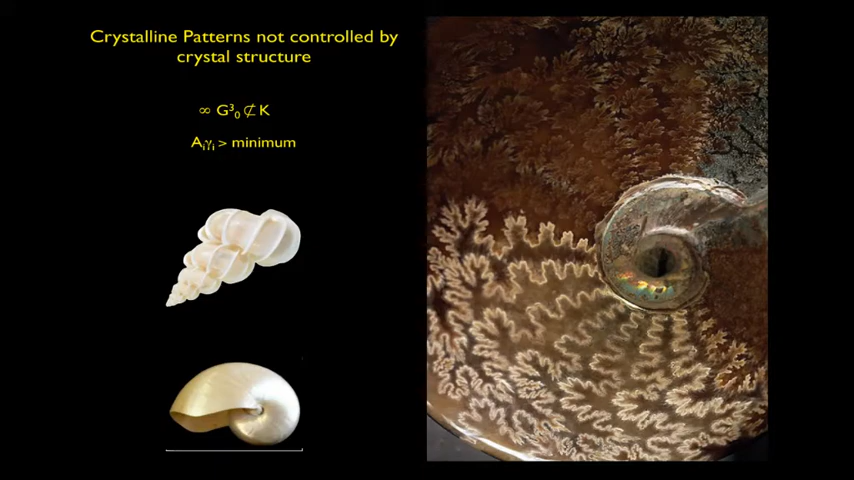 Crystalline Patterns not controlled by
crystal structure
∞ G³₀ ⊄ K
Aᵢγᵢ > minimum